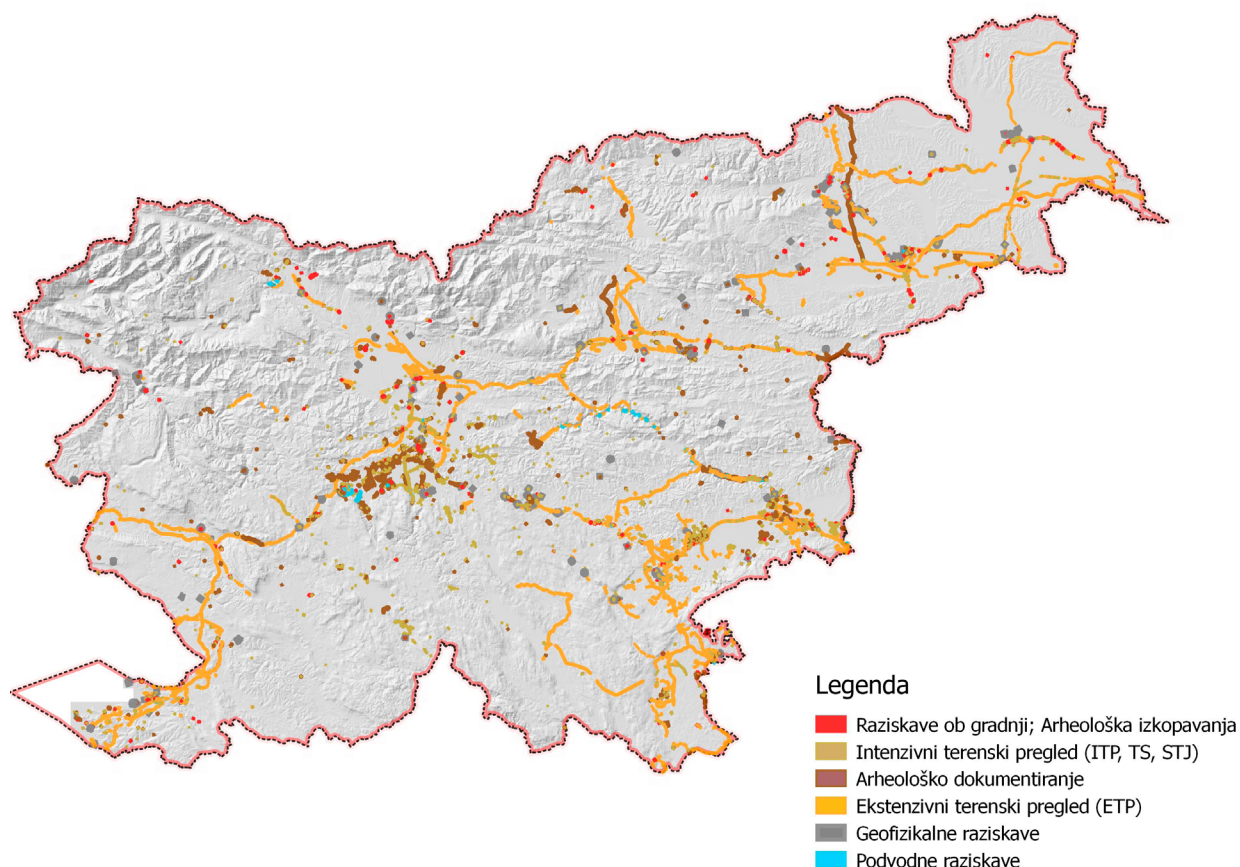 Legenda
Raziskave ob gradnji; Arheološka izkopavanja
Intenzivni terenski pregled (ITP, TS, STJ)
Arheološko dokumentiranje
Ekstenzivni terenski pregled (ETP)
Geofizikalne raziskave
Podvodne raziskave